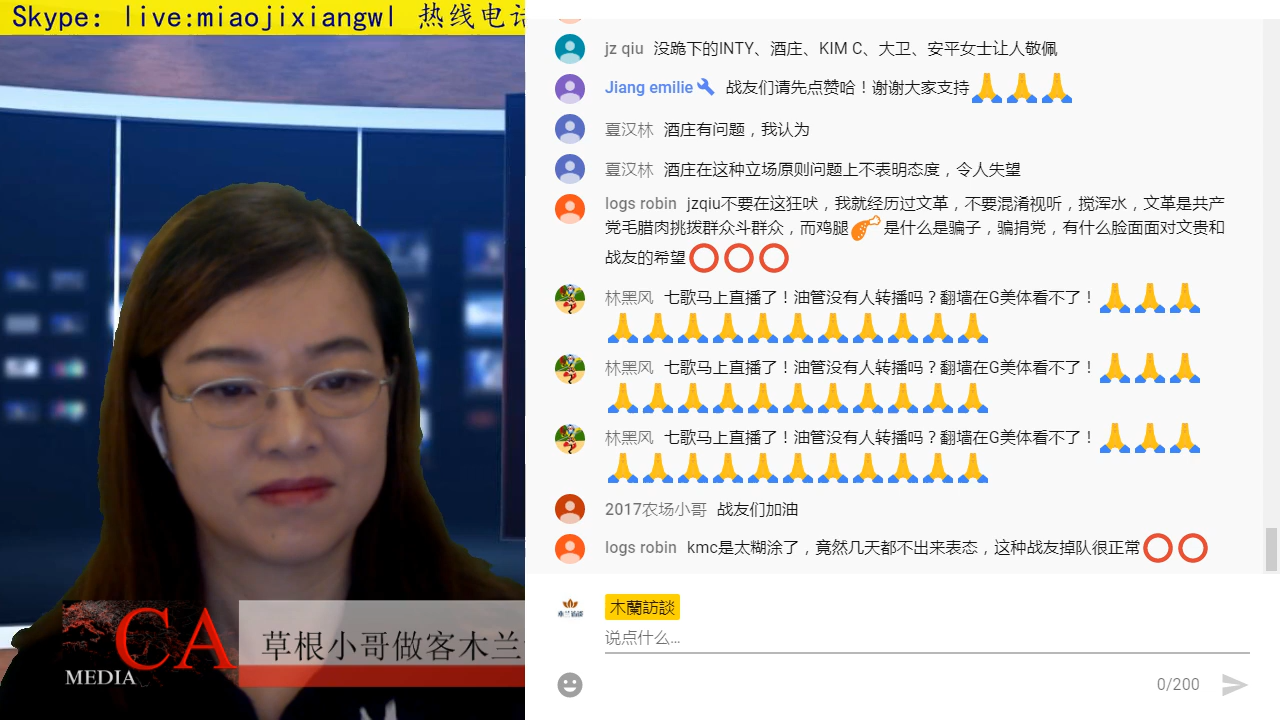 Skype: live:miaojixiangwl 热线电话
CA
MEDIA
草根小哥做客木兰
jz qiu 没跪下的INTY、酒庄、KIM C、大卫、安平女士让人敬佩
Jiang emilie 战友们请先点赞哈！谢谢大家支持🙏🙏🙏
夏汉林 酒庄有问题，我认为
夏汉林 酒庄在这种立场原则问题上不表明态度，令人失望
logs robin jzqiu不要在这狂吠，我就经历过文革，不要混淆视听，搅浑水，文革是共产
党毛腊肉挑拔群众斗群众，而鸡腿🍗是什么是骗子，骗捐党，有什么脸面面对文贵和
战友的希望⭕⭕⭕
林黑风 七歌马上直播了！油管没有人转播吗？翻墙在G美体看不了！🙏🙏🙏
🙏🙏🙏🙏🙏🙏🙏🙏🙏🙏🙏
林黑风 七歌马上直播了！油管没有人转播吗？翻墙在G美体看不了！🙏🙏🙏
🙏🙏🙏🙏🙏🙏🙏🙏🙏🙏🙏
林黑风 七歌马上直播了！油管没有人转播吗？翻墙在G美体看不了！🙏🙏🙏
🙏🙏🙏🙏🙏🙏🙏🙏🙏🙏🙏
2017农场小哥 战友们加油
logs robin kmc是太糊涂了，竟然几天都不出来表态，这种战友掉队很正常⭕⭕
木蘭訪談
说点什么...
0/200